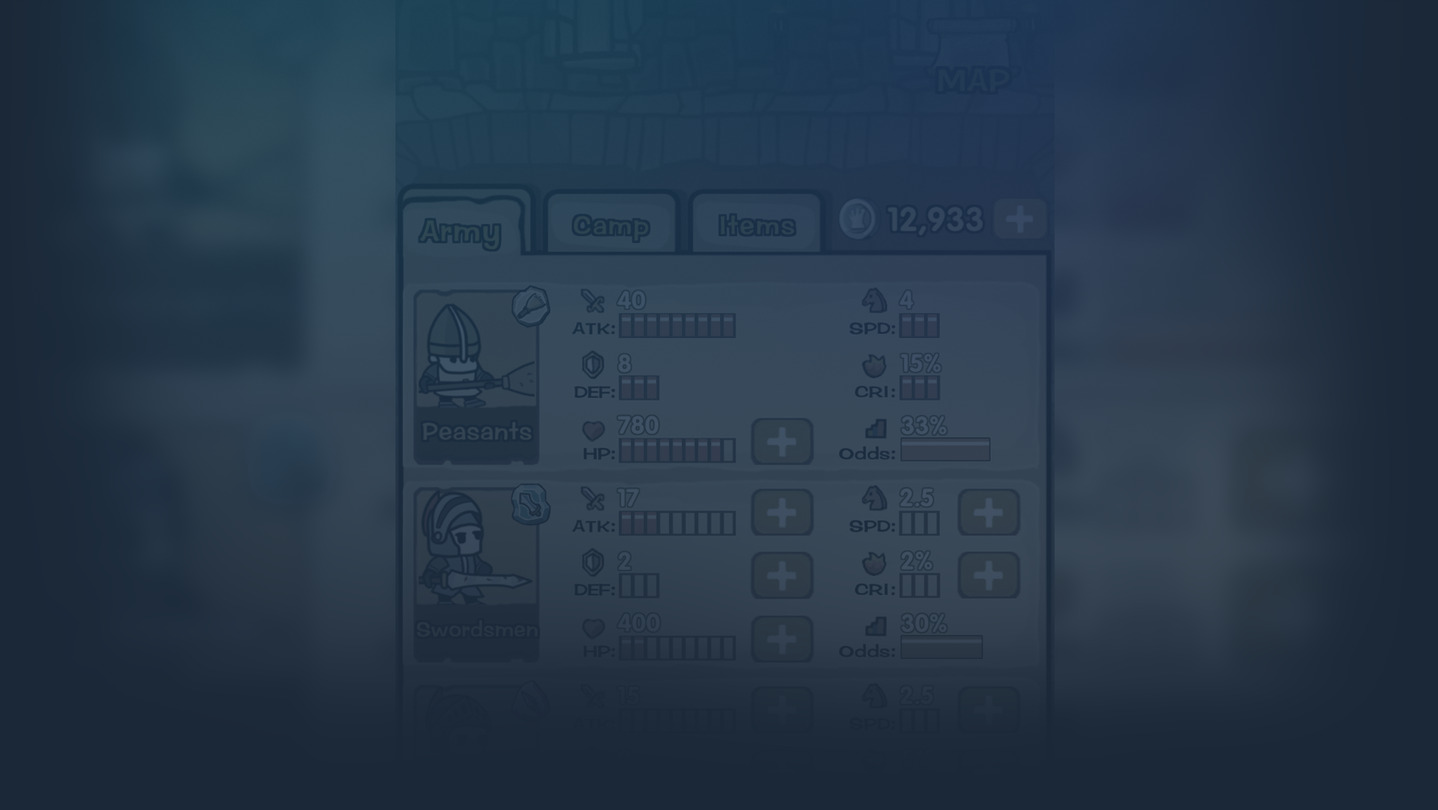 MAP
Army Camp Items 12,933
40 4
ATK: SPD:
8 15%
DEF: CRI:
780 33%
Peasants
HP: Odds:
17 2.5
ATK: SPD:
2 2%
DEF: CRI:
400 30%
Swordsmen
HP: Odds:
15 2.5
SPD: